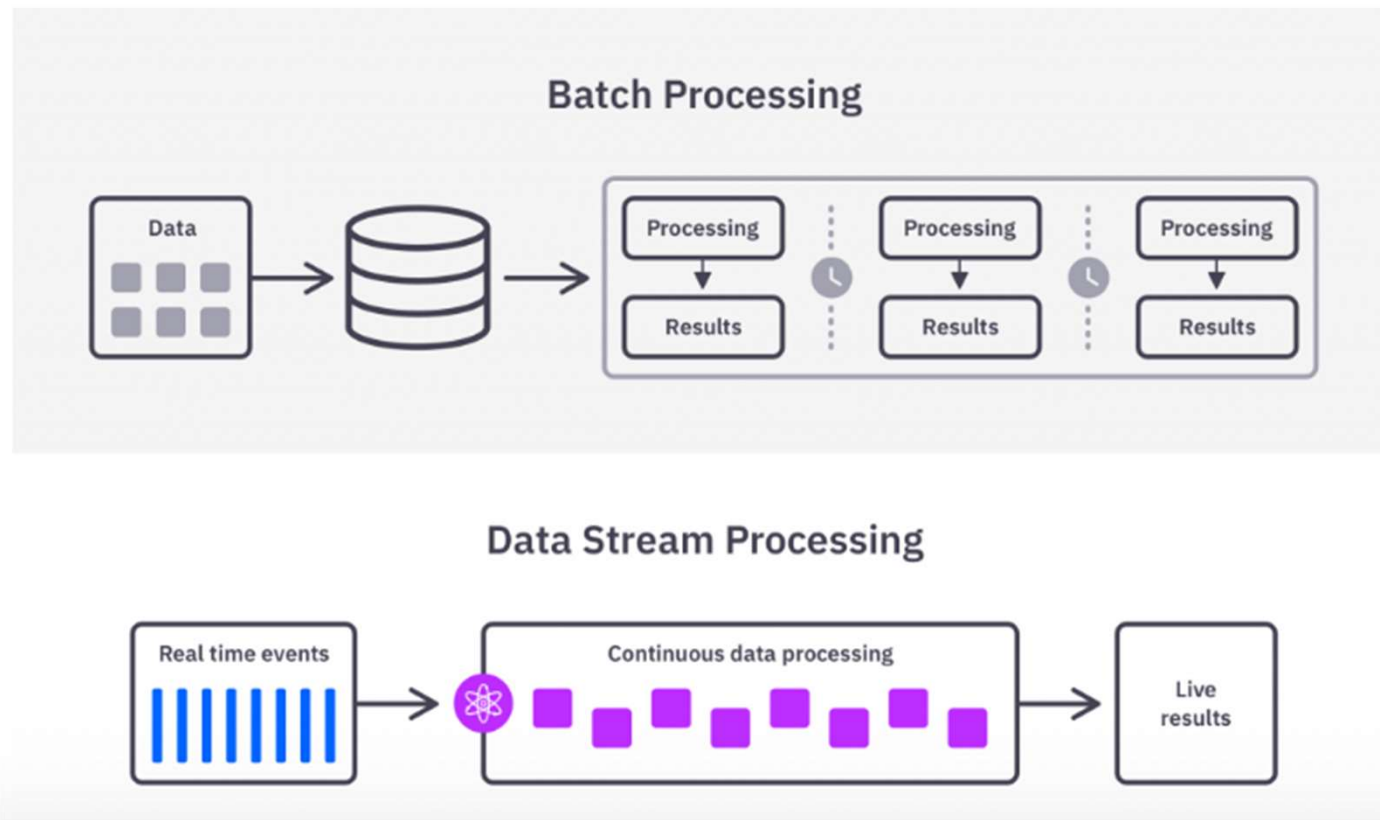 Batch Processing
Data
Processing
Processing
Processing
Results
Results
Results
Data Stream Processing
Real time events
Continuous data processing
Live
results